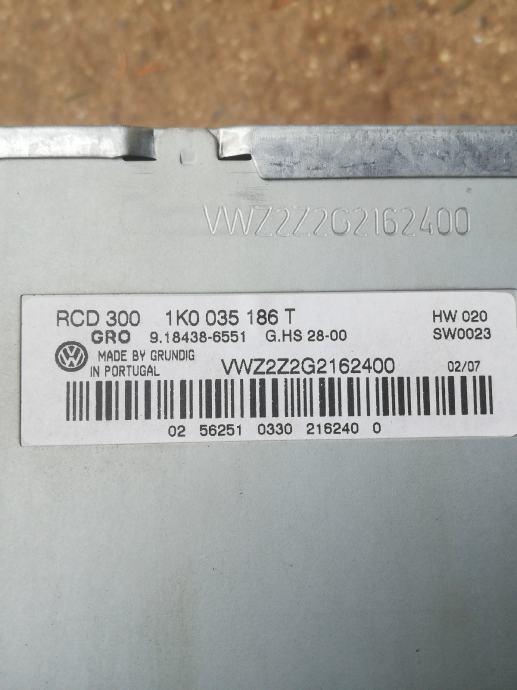 VWZ2Z2G2162400
RCD 300 1K0 035 186 T HW 020
GRO 9.18438-6551 G.HS 28-00 SW0023
MADE BY GRUNDIG
IN PORTUGAL VWZ2Z2G2162400 02/07
02 56251 0330 216240 0